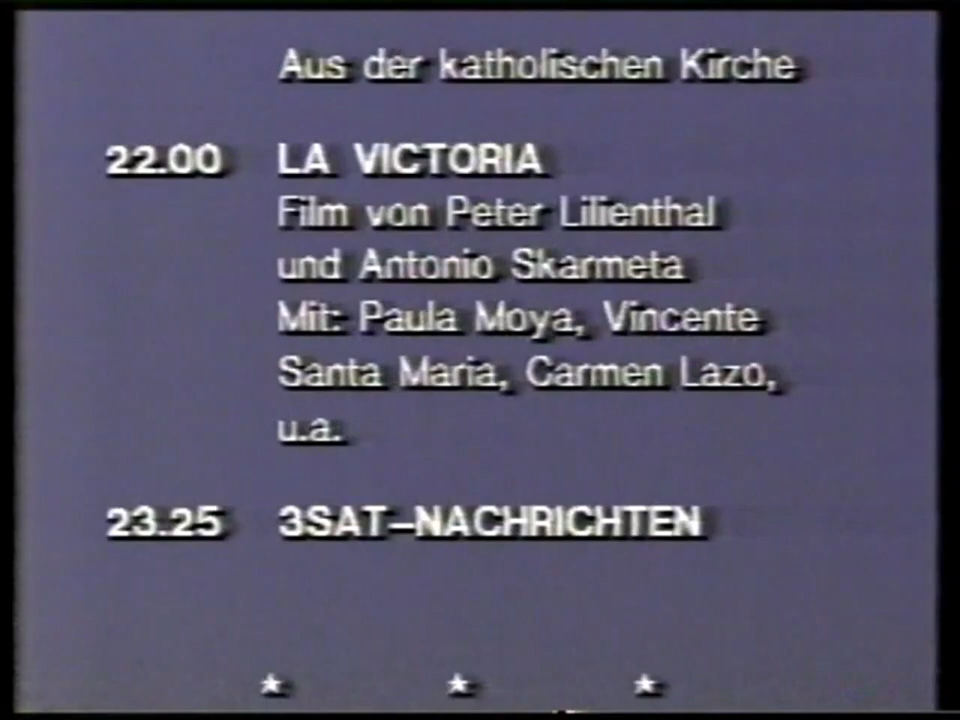 Aus der katholischen Kirche
22.00 LA VICTORIA
Film von Peter Lilienthal
und Antonio Skarmeta
Mit: Paula Moya, Vincente
Santa Maria, Carmen Lazo,
u.a.
23.25 3SAT-NACHRICHTEN
* * *